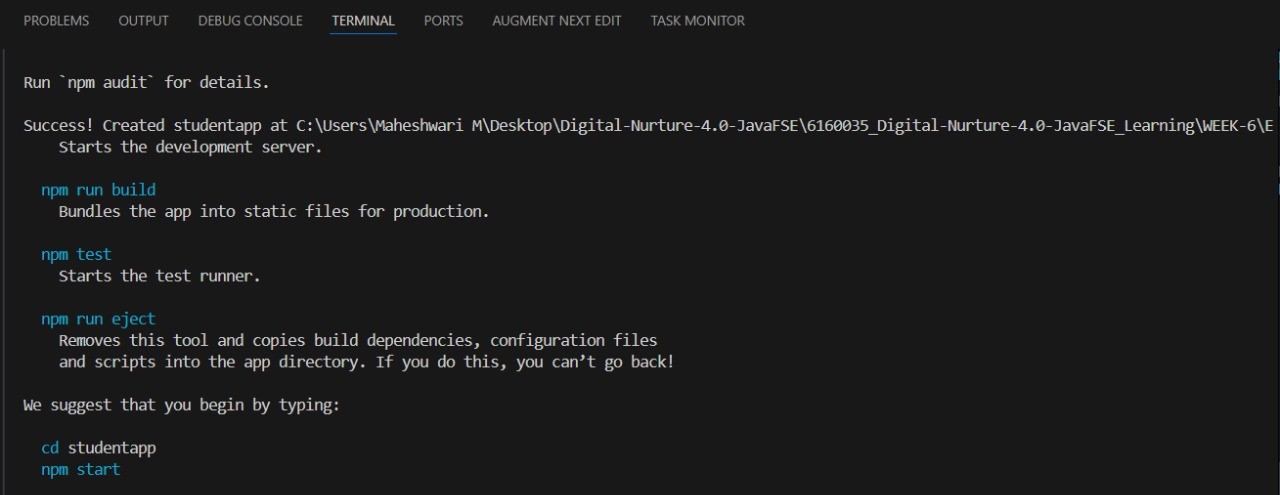 PROBLEMS OUTPUT DEBUG CONSOLE TERMINAL PORTS AUGMENT NEXT EDIT TASK MONITOR
Run `npm audit` for details.
Success! Created studentapp at C:\Users\Maheshwari M\Desktop\Digital-Nurture-4.0-JavaFSE\6160035_Digital-Nurture-4.0-JavaFSE_Learning\WEEK-6\E
Starts the development server.
npm run build
Bundles the app into static files for production.
npm test
Starts the test runner.
npm run eject
Removes this tool and copies build dependencies, configuration files
and scripts into the app directory. If you do this, you can’t go back!
We suggest that you begin by typing:
cd studentapp
npm start